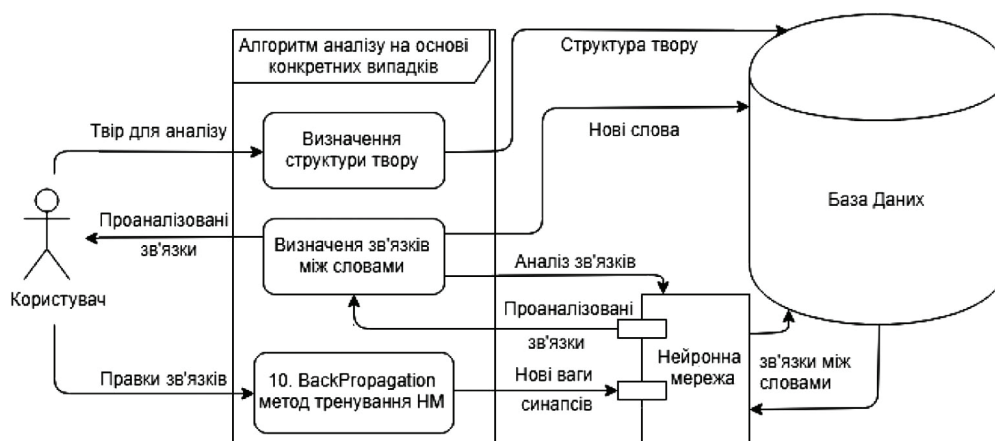 Алгоритм аналізу на основі
конкретних випадків
Структура твору
Твір для аналізу
Визначення
структури твору
Нові слова
База Даних
Проаналізовані
зв'язки
Визначеня зв'язків
між словами
Аналіз зв'язків
Користувач
Проаналізовані
зв'язки
Нейронна
мережа
зв'язки між
словами
Правки зв'язків
10. BackPropagation
метод тренування НМ
Нові ваги
синапсів